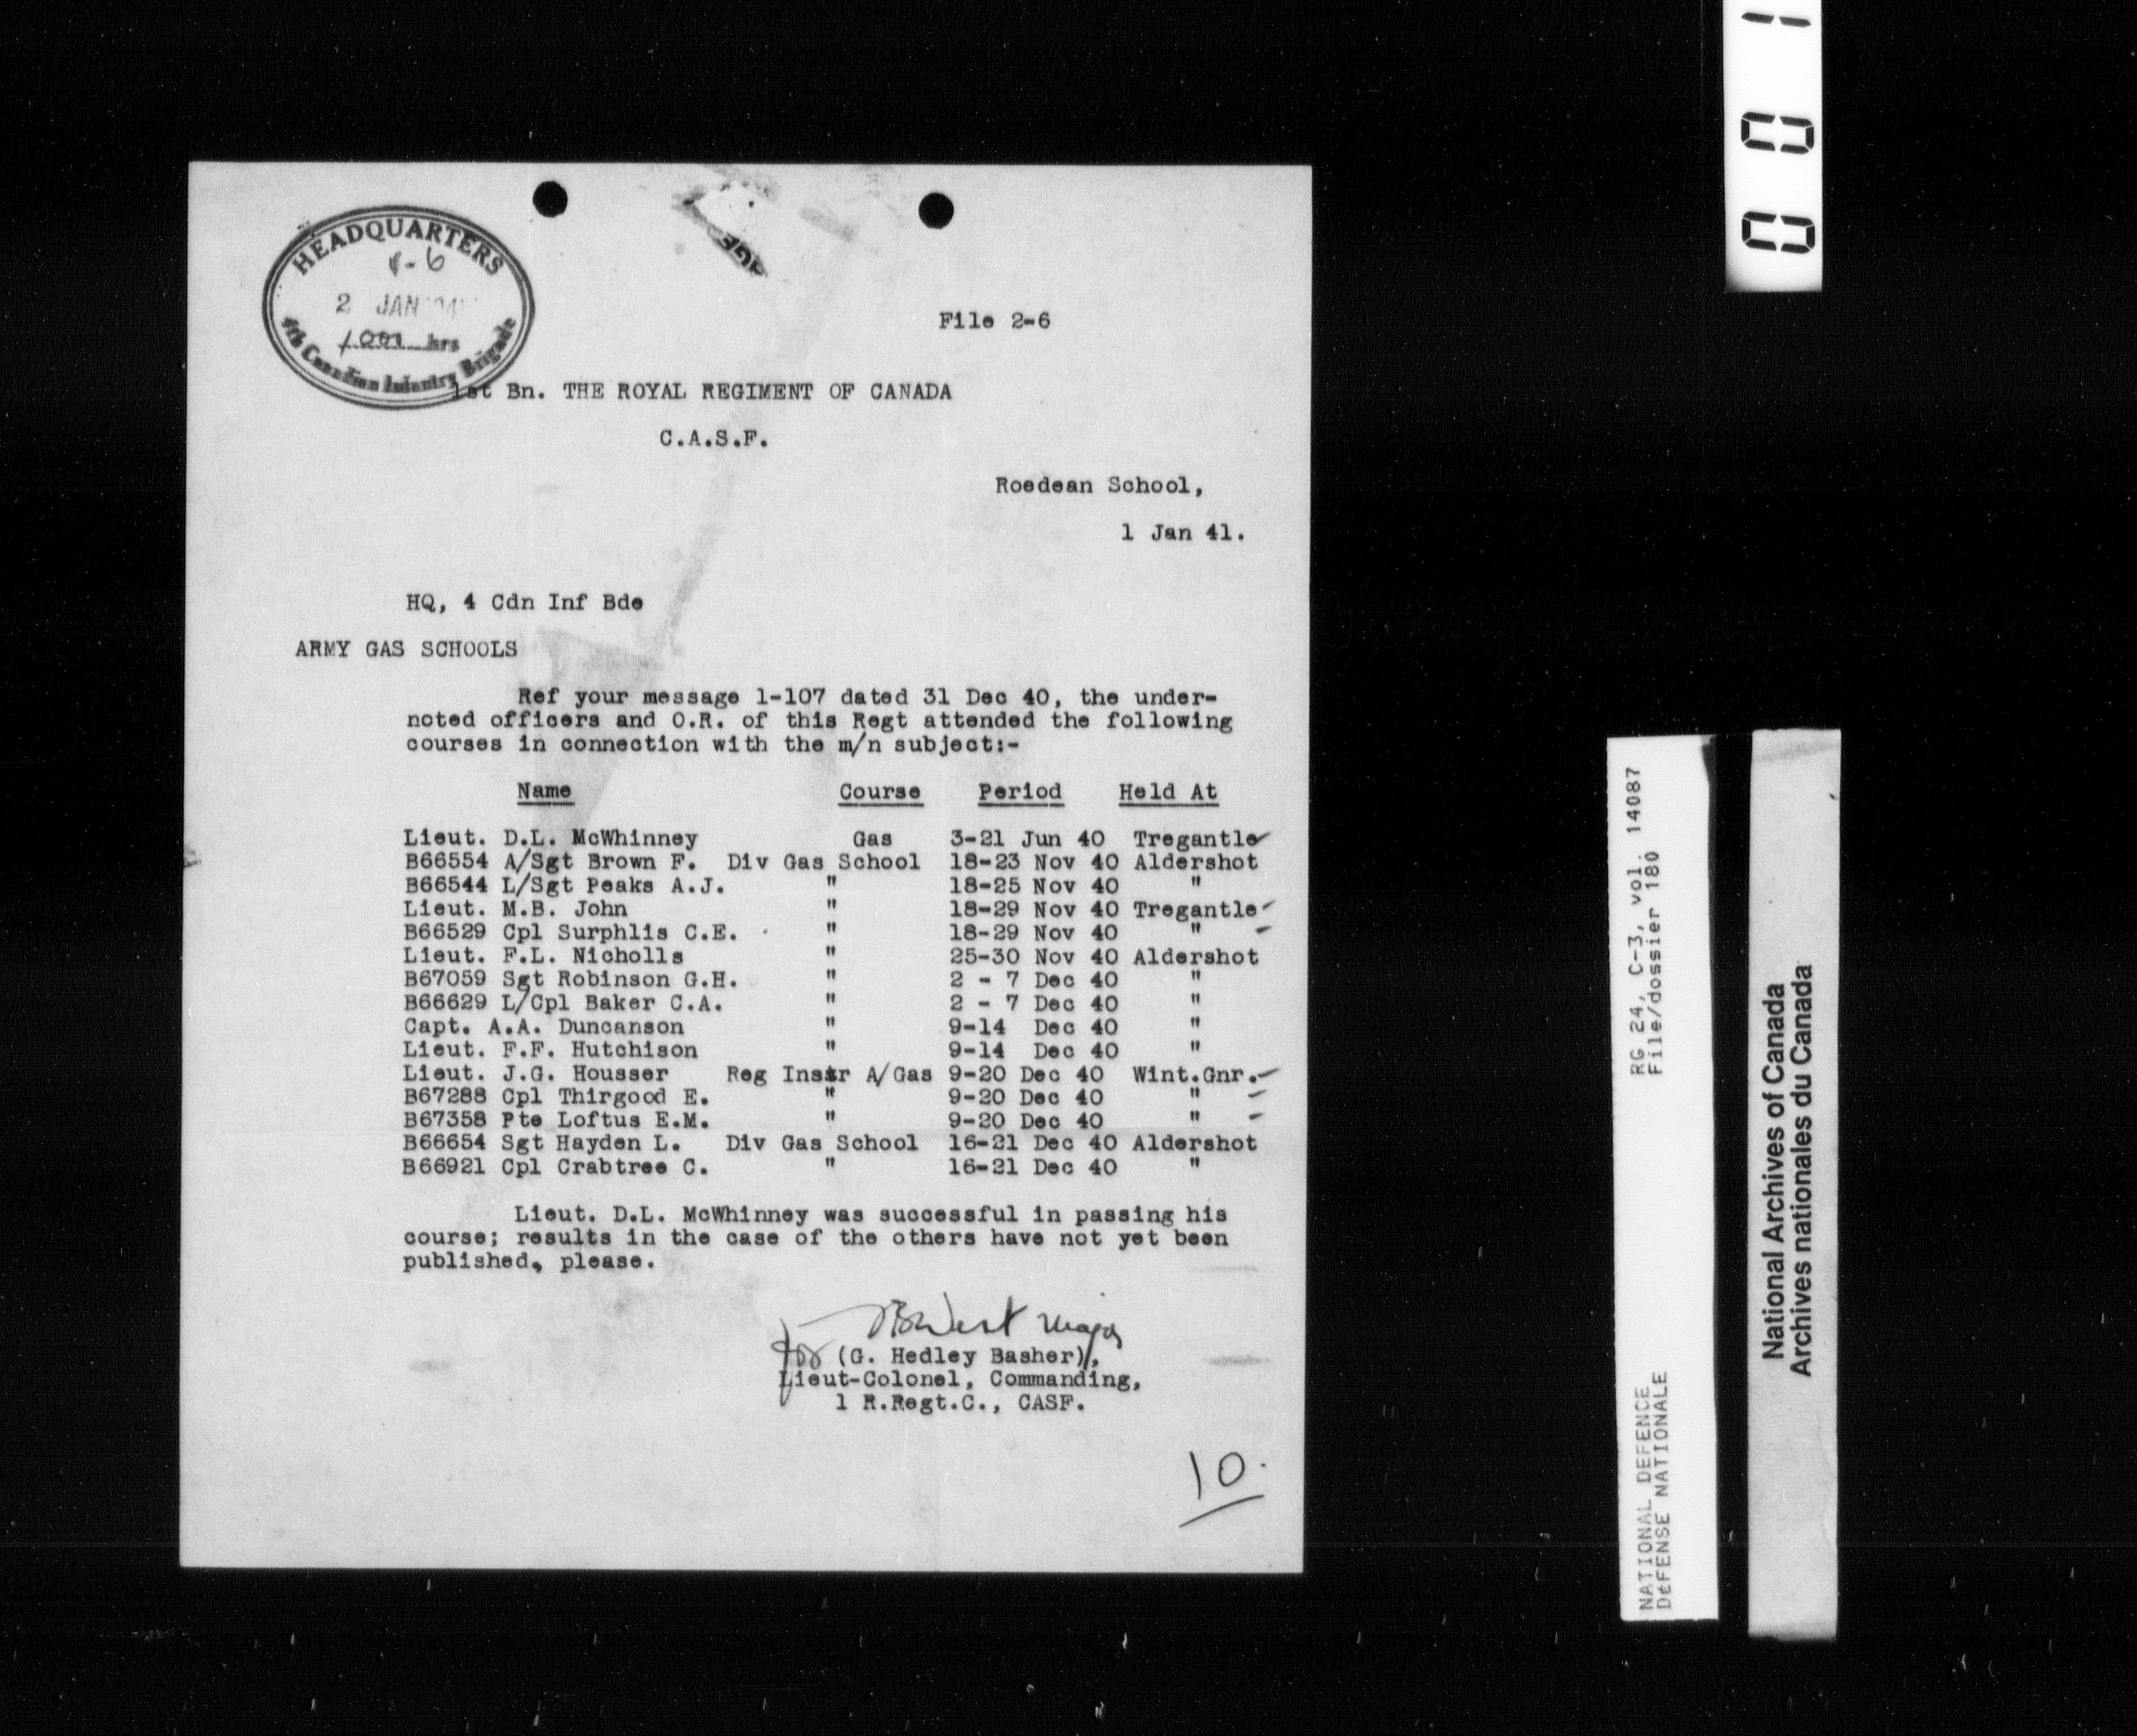 HEADQUARTERS
2 JAN
hrs
4th Canadian Infantry Brigade
File 2-6
1st Bn. THE ROYAL REGIMENT OF CANADA
C.A.S.F.
Roedean School,
1 Jan 41.
HQ, 4 Cdn Inf Bde
ARMY GAS SCHOOLS
Ref your message 1-107 dated 31 Dec 40, the under-
noted officers and O.R. of this Regt attended the following
courses in connection with the m/n subject:-
Name Course Period Held At
Lieut. D.L. McWhinney Gas 3-21 Jun 40 Tregantle
B66554 A/Sgt Brown F. Div Gas School 18-23 Nov 40 Aldershot
B66544 L/Sgt Peaks A.J. " 18-25 Nov 40 "
Lieut. M.B. John " 18-29 Nov 40 Tregantle
B66529 Cpl Surphlis C.E. " 18-29 Nov 40 "
Lieut. F.L. Nicholls " 25-30 Nov 40 Aldershot
B67059 Sgt Robinson G.H. " 2 - 7 Dec 40 "
B66629 L/Cpl Baker C.A. " 2 - 7 Dec 40 "
Capt. A.A. Duncanson " 9-14 Dec 40 "
Lieut. F.F. Hutchison " 9-14 Dec 40 "
Lieut. J.G. Housser Reg Instr A/Gas 9-20 Dec 40 Wint.Gnr.
B67288 Cpl Thirgood E. " 9-20 Dec 40 "
B67358 Pte Loftus E.M. " 9-20 Dec 40 "
B66654 Sgt Hayden L. Div Gas School 16-21 Dec 40 Aldershot
B66921 Cpl Crabtree C. " 16-21 Dec 40 "
Lieut. D.L. McWhinney was successful in passing his
course; results in the case of the others have not yet been
published, please.
West Major
for (G. Hedley Basher),
Lieut-Colonel, Commanding,
1 R.Regt.C., CASF.
10.
001
RG 24, C-3, vol. 14087
File/dossier 180
NATIONAL DEFENCE
DéFENSE NATIONALE
National Archives of Canada
Archives nationales du Canada